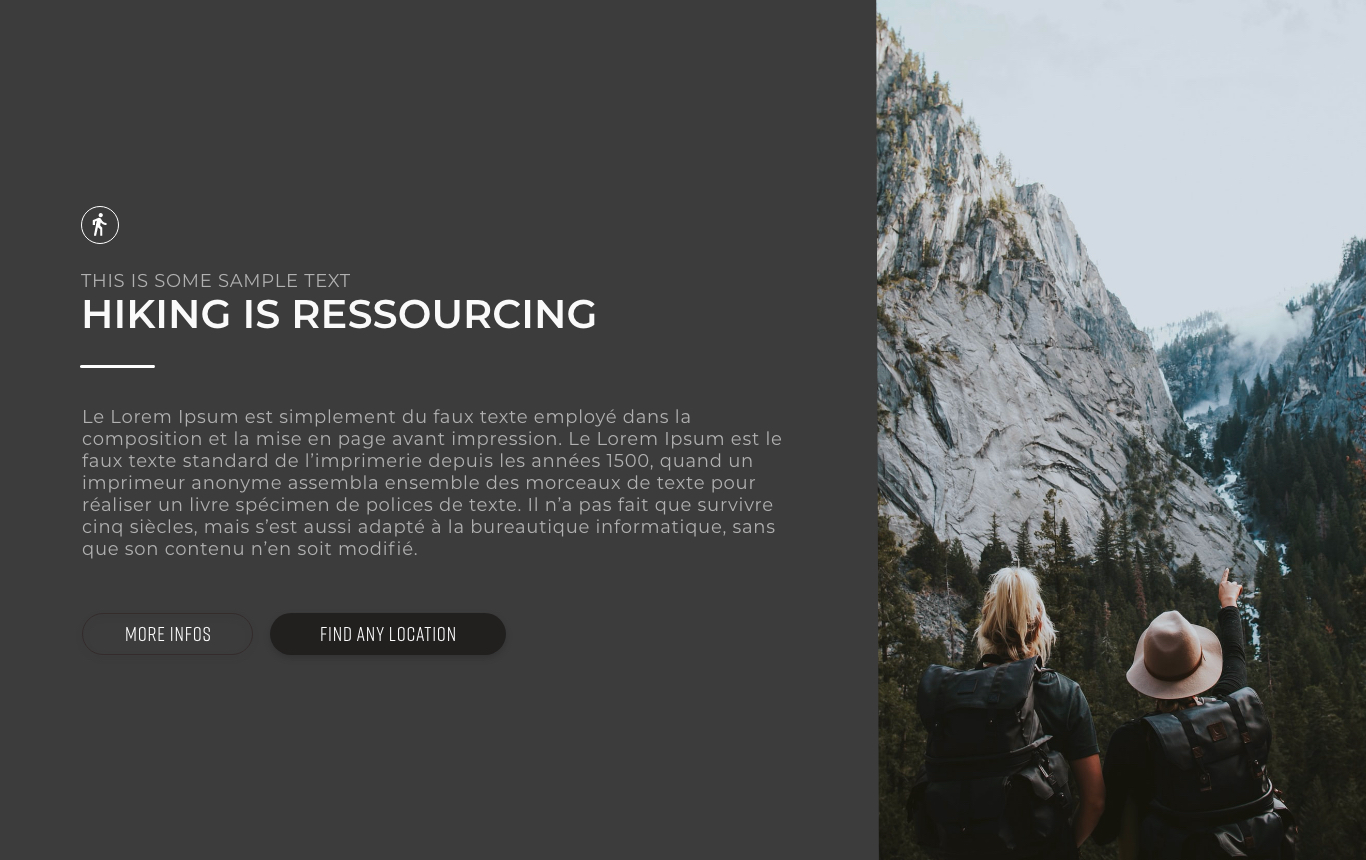 THIS IS SOME SAMPLE TEXT
HIKING IS RESSOURCING
Le Lorem Ipsum est simplement du faux texte employé dans la
composition et la mise en page avant impression. Le Lorem Ipsum est le
faux texte standard de l’imprimerie depuis les années 1500, quand un
imprimeur anonyme assembla ensemble des morceaux de texte pour
réaliser un livre spécimen de polices de texte. Il n’a pas fait que survivre
cinq siècles, mais s’est aussi adapté à la bureautique informatique, sans
que son contenu n’en soit modifié.
MORE INFOS
FIND ANY LOCATION